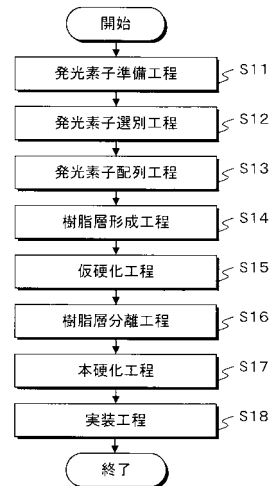 開始
発光素子準備工程 S11
発光素子選別工程 S12
発光素子配列工程 S13
樹脂層形成工程 S14
仮硬化工程 S15
樹脂層分離工程 S16
本硬化工程 S17
実装工程 S18
終了